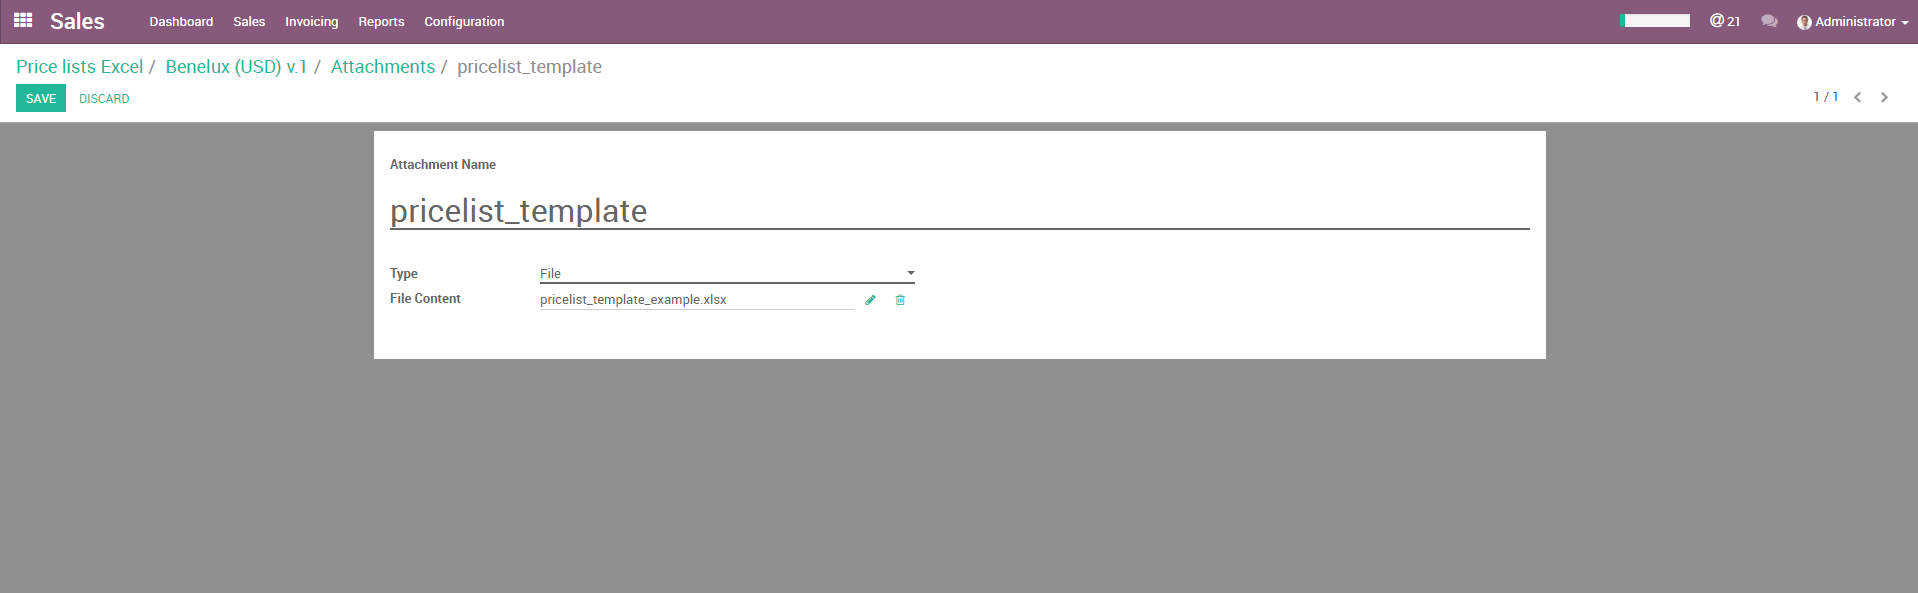 Sales Dashboard Sales Invoicing Reports Configuration @ 21 Administrator
Price lists Excel / Benelux (USD) v.1 / Attachments / pricelist_template
SAVE DISCARD 1 / 1
Attachment Name
pricelist_template
Type File
File Content pricelist_template_example.xlsx